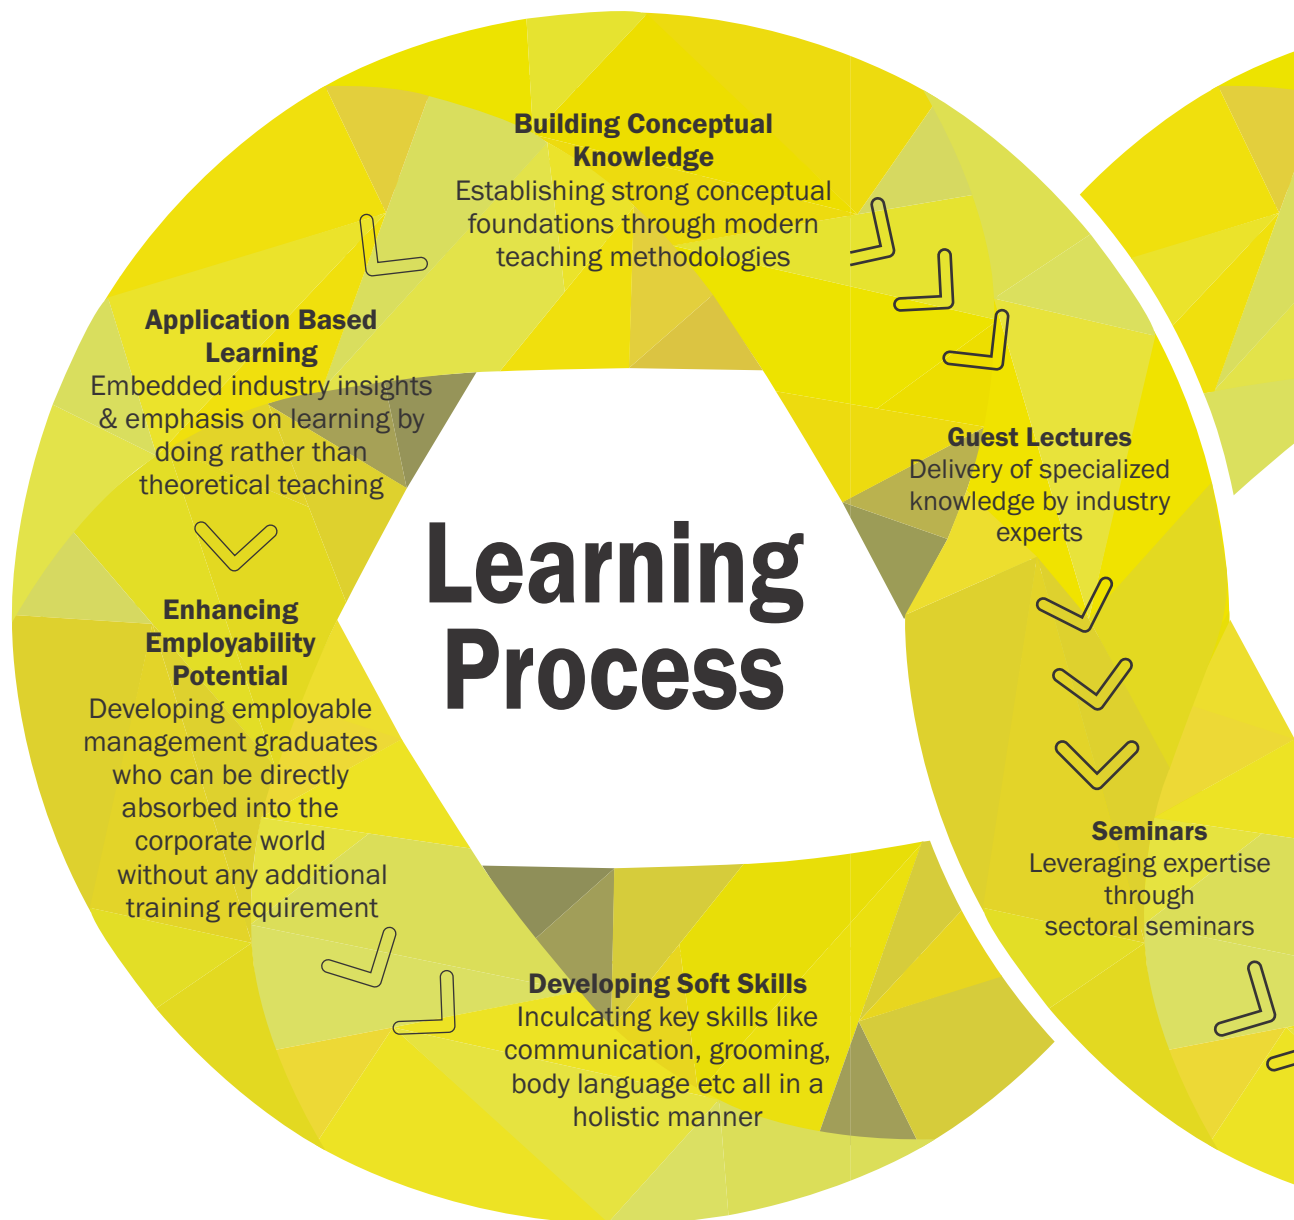 Building Conceptual
Knowledge
Establishing strong conceptual
foundations through modern
teaching methodologies
Application Based
Learning
Embedded industry insights
& emphasis on learning by
doing rather than
theoretical teaching
Enhancing
Employability
Potential
Developing employable
management graduates
who can be directly
absorbed into the
corporate world
without any additional
training requirement
Developing Soft Skills
Inculcating key skills like
communication, grooming,
body language etc all in a
holistic manner
Learning
Process
Guest Lectures
Delivery of specialized
knowledge by industry
experts
Seminars
Leveraging expertise
through
sectoral seminars